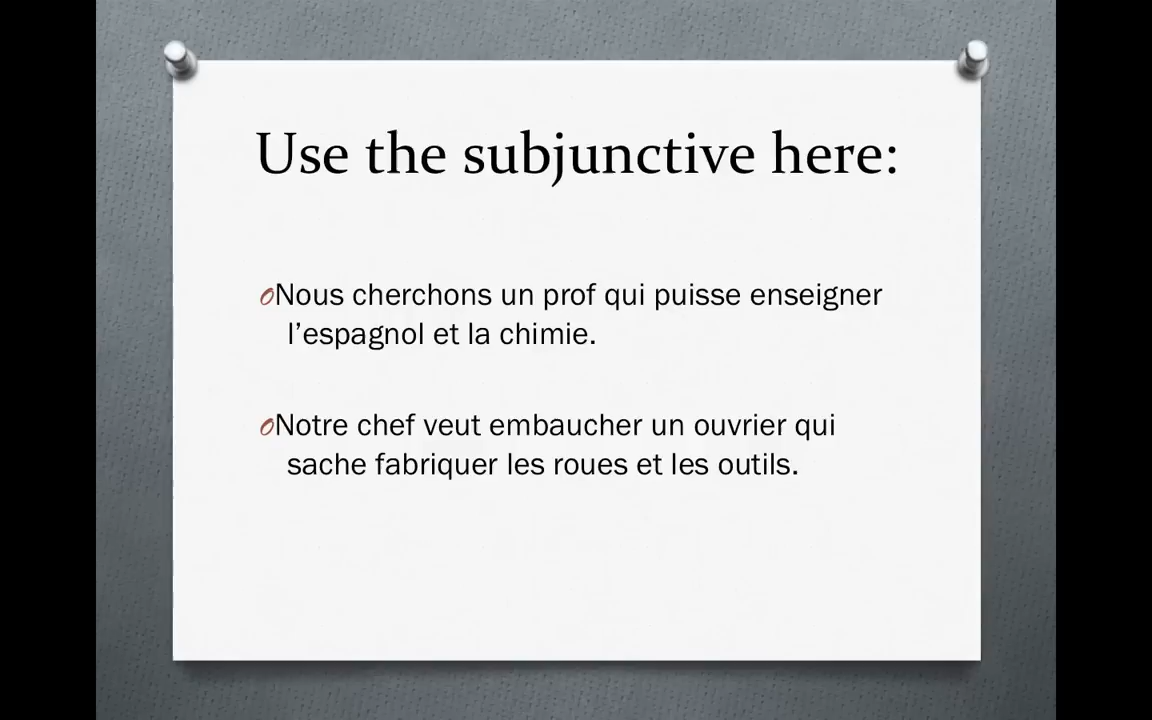 Use the subjunctive here:
Nous cherchons un prof qui puisse enseigner
l’espagnol et la chimie.
Notre chef veut embaucher un ouvrier qui
sache fabriquer les roues et les outils.